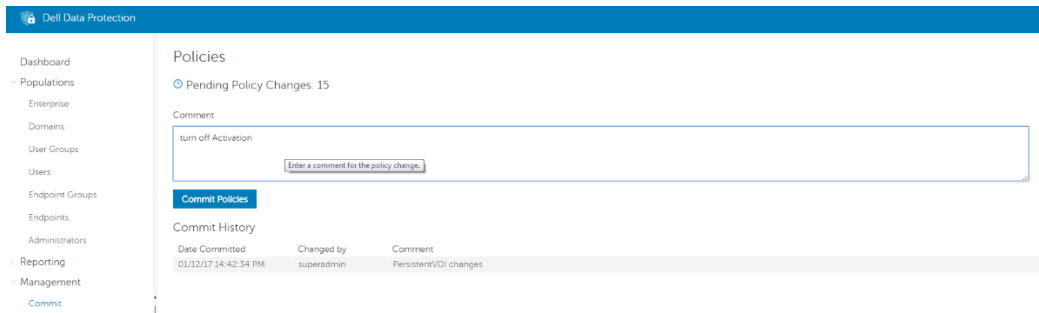 Dell Data Protection
Dashboard
Populations
Enterprise
Domains
User Groups
Users
Endpoint Groups
Endpoints
Administrators
Reporting
Management
Commit
Policies
Pending Policy Changes: 15
Comment
turn off Activation
Enter a comment for the policy change.
Commit Policies
Commit History
Date Committed Changed by Comment
01/12/17 14:42:34 PM superadmin PersistentVDI changes